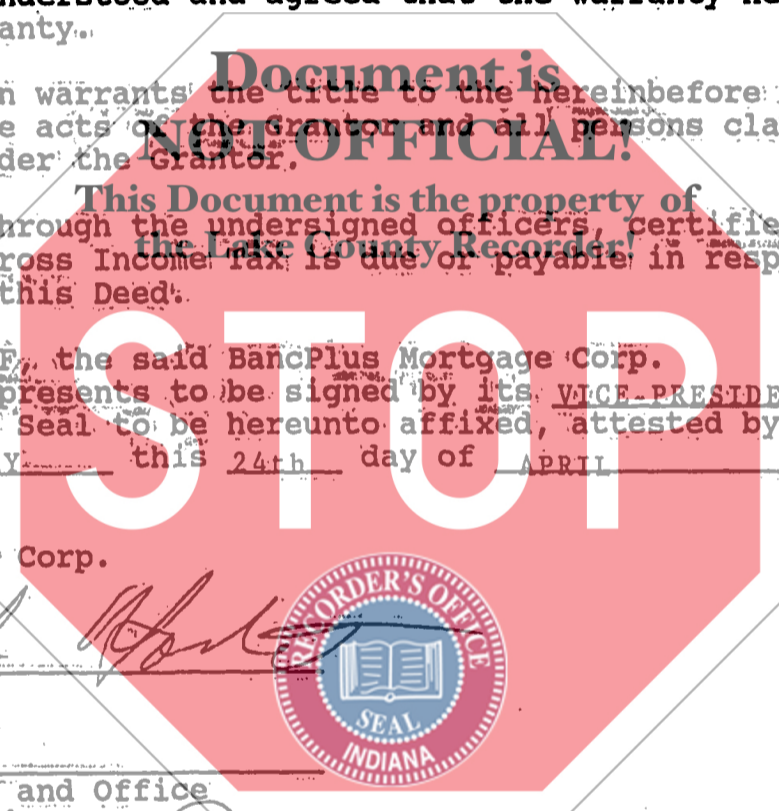 nderstood and agreed that the warranty
anty.
Document is
n warrants the title to the hereinbefore
NOT OFFICIAL!
e acts of the Grantor and all persons cla
der the Grantor.
This Document is the property of
hrough the undersigned officers, certifie
the Lake County Recorder!
ross Income Tax is due or payable in resp
this Deed.
STOP
F, the said BancPlus Mortgage Corp.
presents to be signed by its VICE-PRESIDE
Seal to be hereunto affixed, attested by
Y this 24th day of APRIL
Corp.
RECORDER'S OFFICE
SEAL
INDIANA
and Office